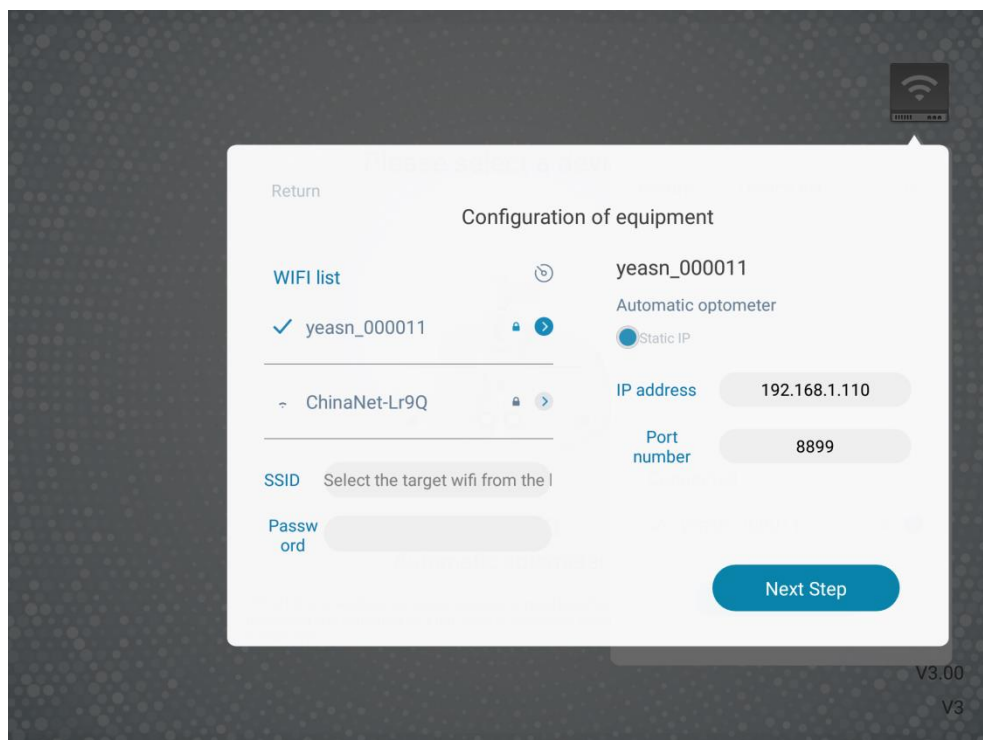 Return
Configuration of equipment
WIFI list
yeasn_000011
ChinaNet-Lr9Q
SSID Select the target wifi from the l
Passw
ord
yeasn_000011
Automatic optometer
Static IP
IP address 192.168.1.110
Port
number
8899
Next Step
V3.00
V3